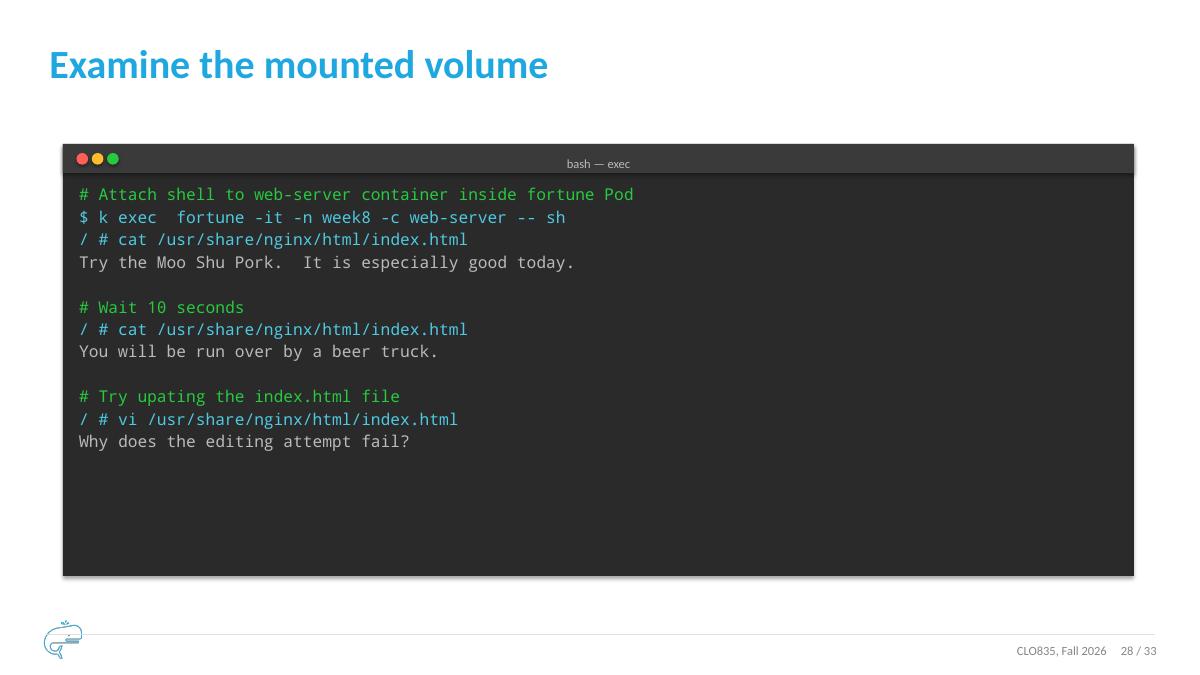 Examine the mounted volume
bash — exec
# Attach shell to web-server container inside fortune Pod
$ k exec  fortune -it -n week8 -c web-server -- sh
/ # cat /usr/share/nginx/html/index.html
Try the Moo Shu Pork.  It is especially good today.
# Wait 10 seconds
/ # cat /usr/share/nginx/html/index.html
You will be run over by a beer truck.
# Try upating the index.html file
/ # vi /usr/share/nginx/html/index.html
Why does the editing attempt fail?
CLO835, Fall 2026 28 / 33